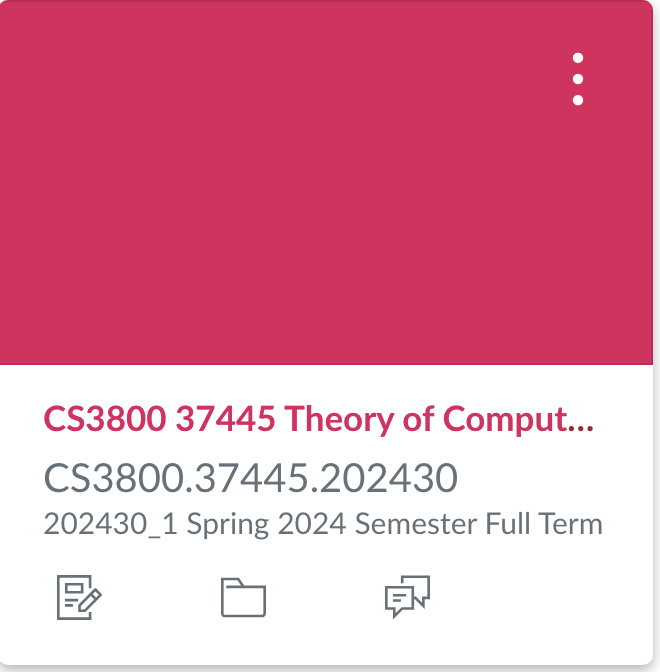 CS3800 37445 Theory of Comput...
CS3800.37445.202430
202430_1 Spring 2024 Semester Full Term